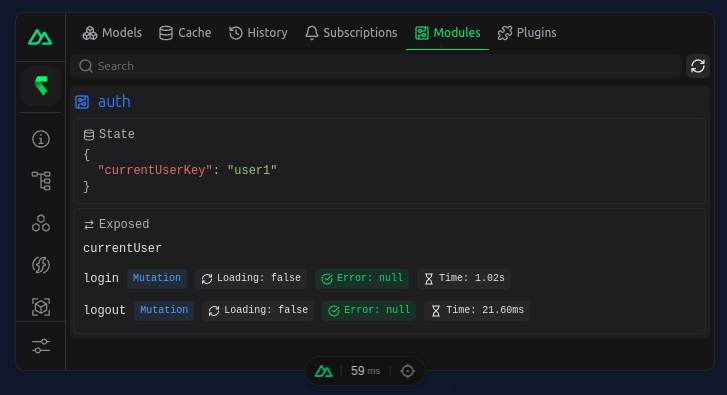 Models Cache History Subscriptions Modules Plugins
Search
auth
State
{
"currentUserKey": "user1"
}
Exposed
currentUser
login Mutation Loading: false Error: null Time: 1.02s
logout Mutation Loading: false Error: null Time: 21.60ms
59 ms